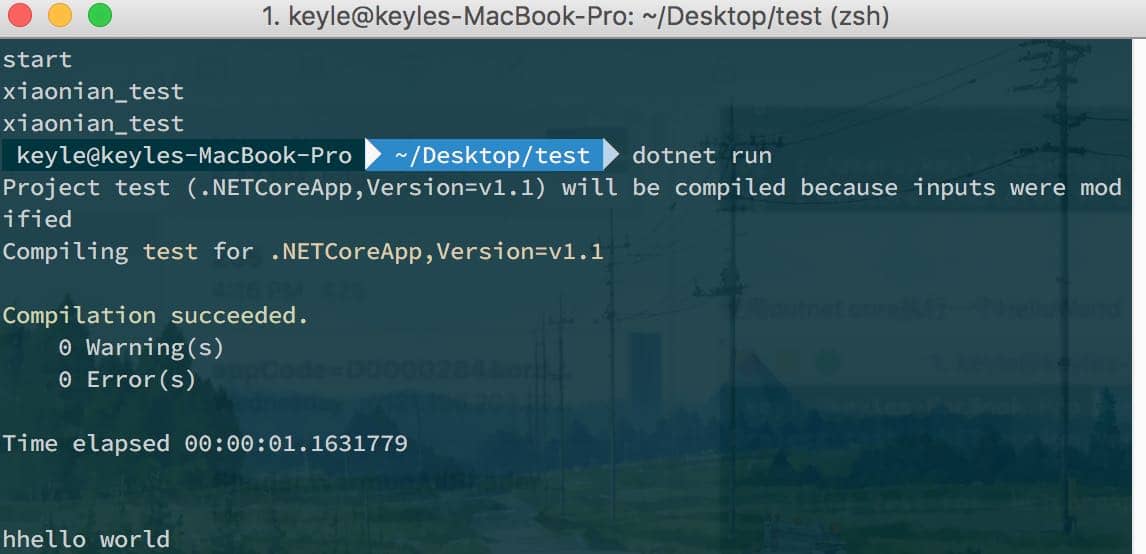 1. keyle@keyles-MacBook-Pro: ~/Desktop/test (zsh)
start
xiaonian_test
xiaonian_test
keyle@keyles-MacBook-Pro ~/Desktop/test dotnet run
Project test (.NETCoreApp,Version=v1.1) will be compiled because inputs were mod
ified
Compiling test for .NETCoreApp,Version=v1.1
Compilation succeeded.
0 Warning(s)
0 Error(s)
Time elapsed 00:00:01.1631779
hhello world